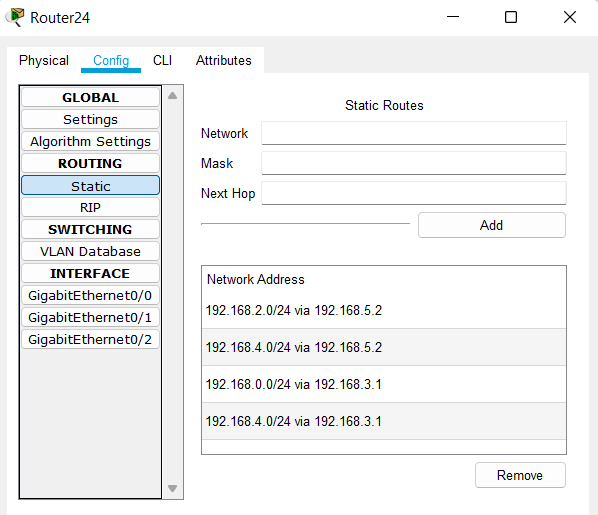 Router24
Physical Config CLI Attributes
GLOBAL
Settings
Algorithm Settings
ROUTING
Static
RIP
SWITCHING
VLAN Database
INTERFACE
GigabitEthernet0/0
GigabitEthernet0/1
GigabitEthernet0/2
Static Routes
Network
Mask
Next Hop
Add
Network Address
192.168.2.0/24 via 192.168.5.2
192.168.4.0/24 via 192.168.5.2
192.168.0.0/24 via 192.168.3.1
192.168.4.0/24 via 192.168.3.1
Remove